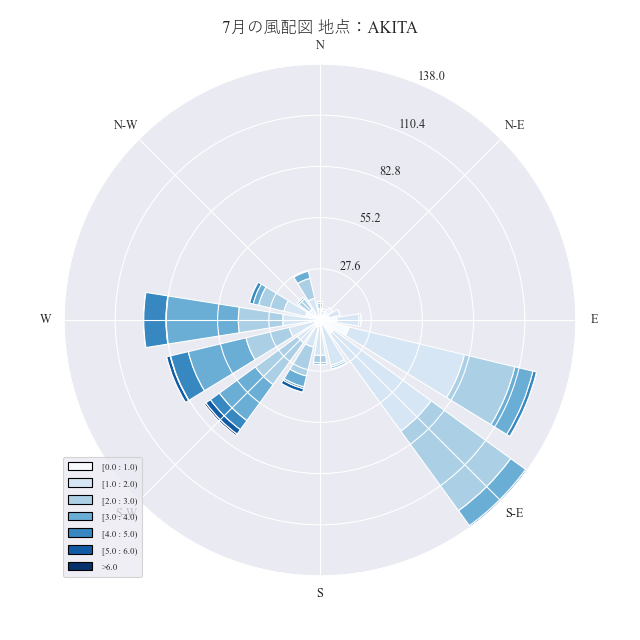 7月の風配図 地点：AKITA
N
138.0
N-W
110.4
N-E
82.8
55.2
27.6
W
E
[0.0 : 1.0)
[1.0 : 2.0)
[2.0 : 3.0)
[3.0 : 4.0)
[4.0 : 5.0)
[5.0 : 6.0)
>6.0
S-W
S-E
S